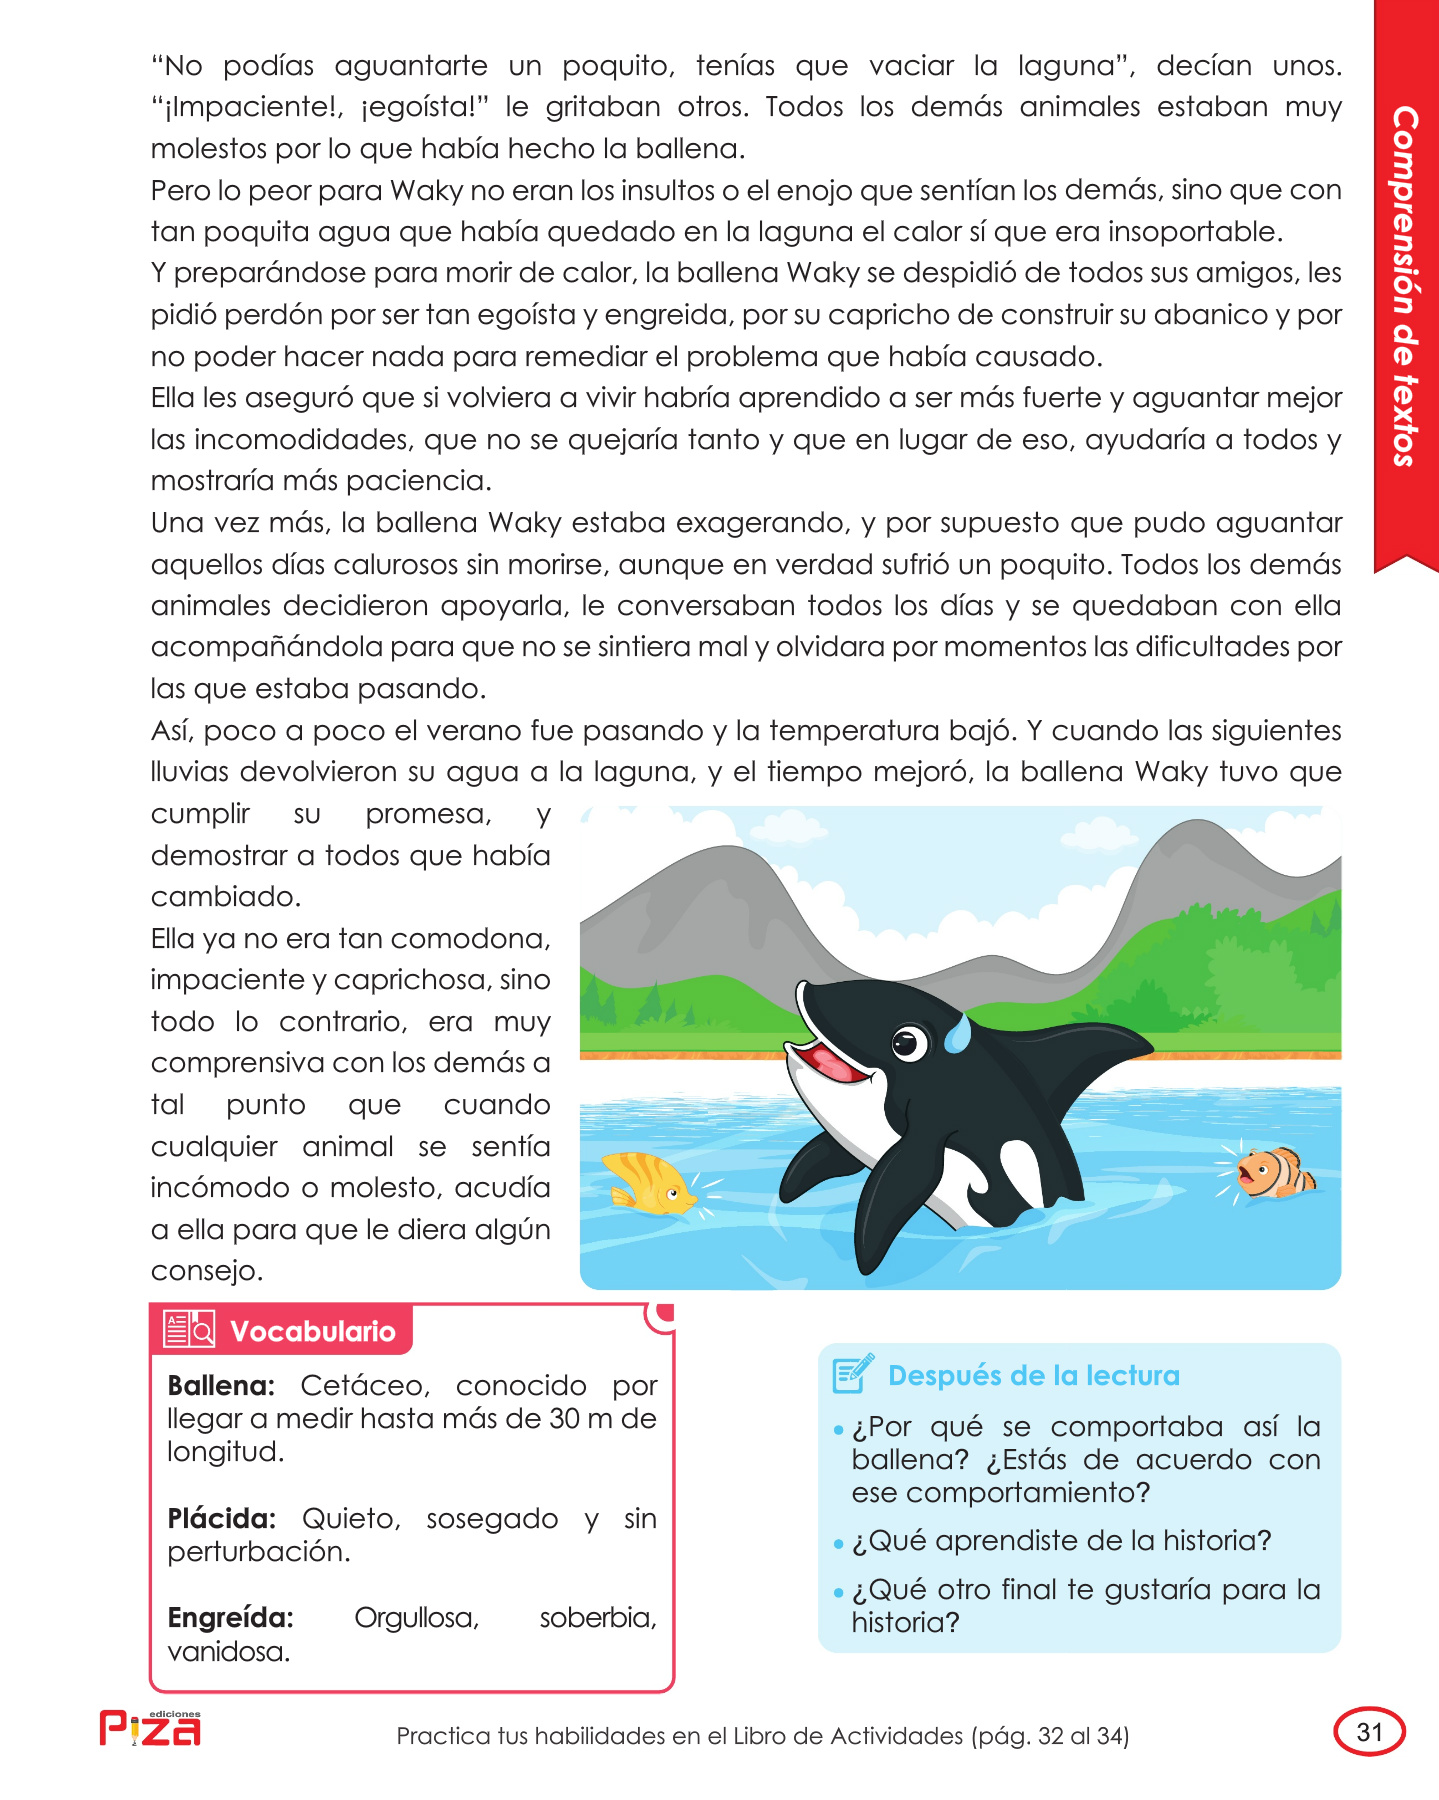 “No podías aguantarte un poquito, tenías que vaciar la laguna”, decían unos.
“¡Impaciente!, ¡egoísta!” le gritaban otros. Todos los demás animales estaban muy
molestos por lo que había hecho la ballena.
Pero lo peor para Waky no eran los insultos o el enojo que sentían los demás, sino que con
tan poquita agua que había quedado en la laguna el calor sí que era insoportable.
Y preparándose para morir de calor, la ballena Waky se despidió de todos sus amigos, les
pidió perdón por ser tan egoísta y engreida, por su capricho de construir su abanico y por
no poder hacer nada para remediar el problema que había causado.
Ella les aseguró que si volviera a vivir habría aprendido a ser más fuerte y aguantar mejor
las incomodidades, que no se quejaría tanto y que en lugar de eso, ayudaría a todos y
mostraría más paciencia.
Una vez más, la ballena Waky estaba exagerando, y por supuesto que pudo aguantar
aquellos días calurosos sin morirse, aunque en verdad sufrió un poquito. Todos los demás
animales decidieron apoyarla, le conversaban todos los días y se quedaban con ella
acompañándola para que no se sintiera mal y olvidara por momentos las dificultades por
las que estaba pasando.
Así, poco a poco el verano fue pasando y la temperatura bajó. Y cuando las siguientes
lluvias devolvieron su agua a la laguna, y el tiempo mejoró, la ballena Waky tuvo que
cumplir su promesa, y
demostrar a todos que había
cambiado.
Ella ya no era tan comodona,
impaciente y caprichosa, sino
todo lo contrario, era muy
comprensiva con los demás a
tal punto que cuando
cualquier animal se sentía
incómodo o molesto, acudía
a ella para que le diera algún
consejo.
Comprensión de textos
Vocabulario
Ballena: Cetáceo, conocido por
llegar a medir hasta más de 30 m de
longitud.
Plácida: Quieto, sosegado y sin
perturbación.
Engreída: Orgullosa, soberbia,
vanidosa.
Después de la lectura
• ¿Por qué se comportaba así la
ballena? ¿Estás de acuerdo con
ese comportamiento?
• ¿Qué aprendiste de la historia?
• ¿Qué otro final te gustaría para la
historia?
ediciones
PiZA
Practica tus habilidades en el Libro de Actividades (pág. 32 al 34)
31